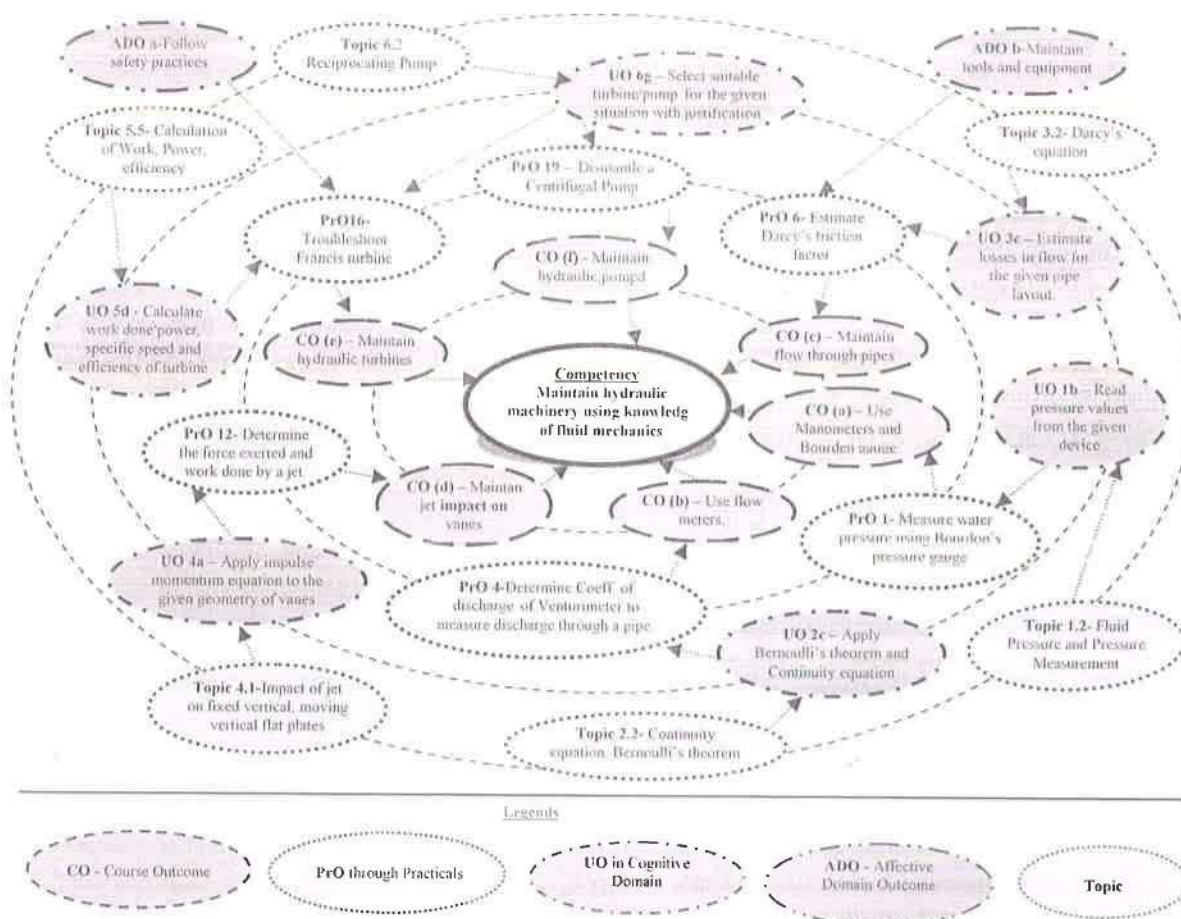 ADO a-Follow
safety practices
Topic 6.2
Reciprocating Pump
UO 6g – Select suitable
turbine/pump for the given
situation with justification
ADO b-Maintain
tools and equipment
Topic 5.5- Calculation
of Work, Power,
efficiency
Topic 3.2- Darcy's
equation
PrO 19 – Dismantle a
Centrifugal Pump
PrO16-
Troubleshoot
Francis turbine
PrO 6- Estimate
Darcy's friction
factor
UO 3c – Estimate
losses in flow for
the given pipe
layout.
CO (f) - Maintain
hydraulic pumpd
UO 5d - Calculate
work done/power,
specific speed and
efficiency of turbine
CO (e) – Maintain
hydraulic turbines
CO (c) – Maintain
flow through pipes
Competency
Maintain hydraulic
machinery using knowledg
of fluid mechanics
CO (a) – Use
Manometers and
Bourden gauge
UO 1b – Read
pressure values
from the given
device
PrO 12- Determine
the force exerted and
work done by a jet
CO (d) – Maintan
jet impact on
vanes
CO (b) – Use flow
meters.
PrO 1- Measure water
pressure using Bourdon's
pressure gauge
UO 4a – Apply impulse
momentum equation to the
given geometry of vanes
PrO 4-Determine Coeff. of
discharge of Venturimeter to
measure discharge through a pipe
UO 2c – Apply
Bernoulli's theorem and
Continuity equation
Topic 1.2- Fluid
Pressure and Pressure
Measurement
Topic 4.1-Impact of jet
on fixed vertical, moving
vertical flat plates
Topic 2.2- Continuity
equation, Bernoulli's theorem
Legends
CO - Course Outcome
PrO through Practicals
UO in Cognitive
Domain
ADO - Affective
Domain Outcome
Topic